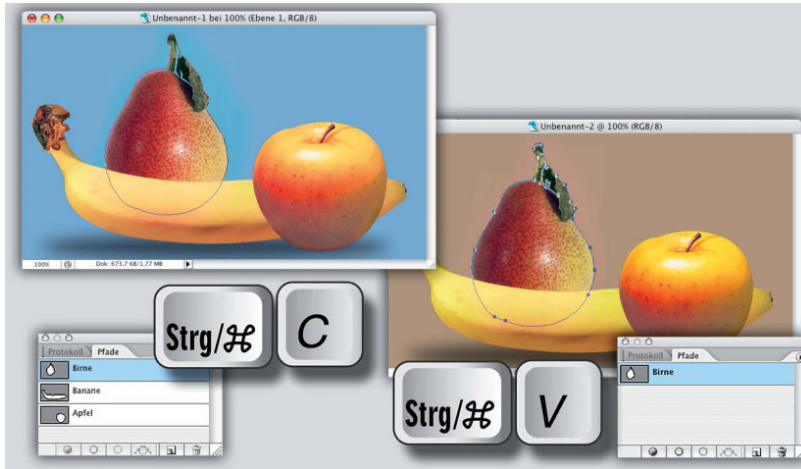 Unbenannt-1 bei 100% (Ebene 1, RGB/8)
Unbenannt-2 @ 100% (RGB/8)
100%
Dok: 673,7 KB/1,77 MB
Strg/⌘
C
Protokoll
Pfade
Birne
Banane
Apfel
Strg/⌘
V
Protokoll
Pfade
Birne